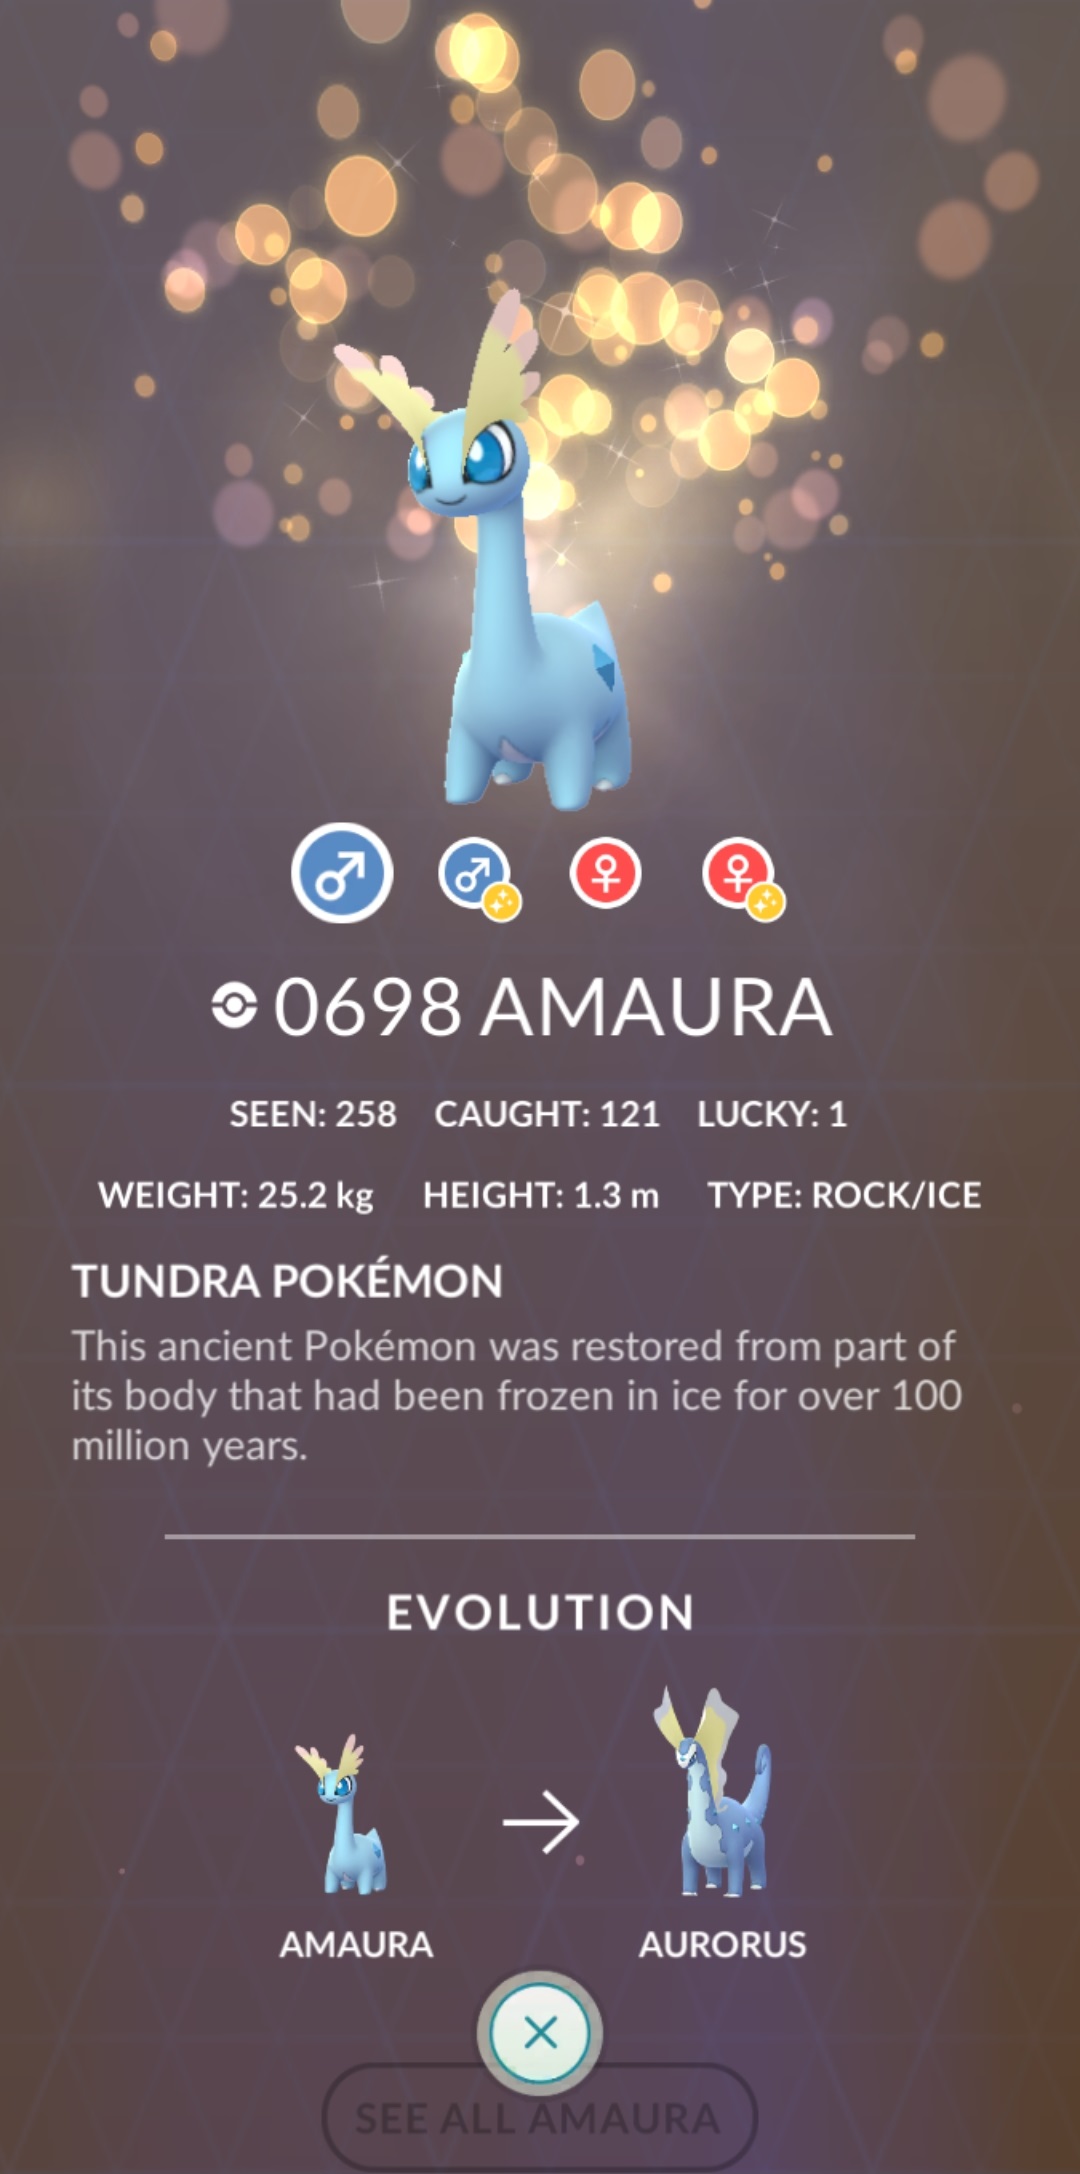 0698 AMAURA
SEEN: 258 CAUGHT: 121 LUCKY: 1
WEIGHT: 25.2 kg HEIGHT: 1.3 m TYPE: ROCK/ICE
TUNDRA POKÉMON
This ancient Pokémon was restored from part of
its body that had been frozen in ice for over 100
million years.
EVOLUTION
AMAURA AURORUS
SEE ALL AMAURA